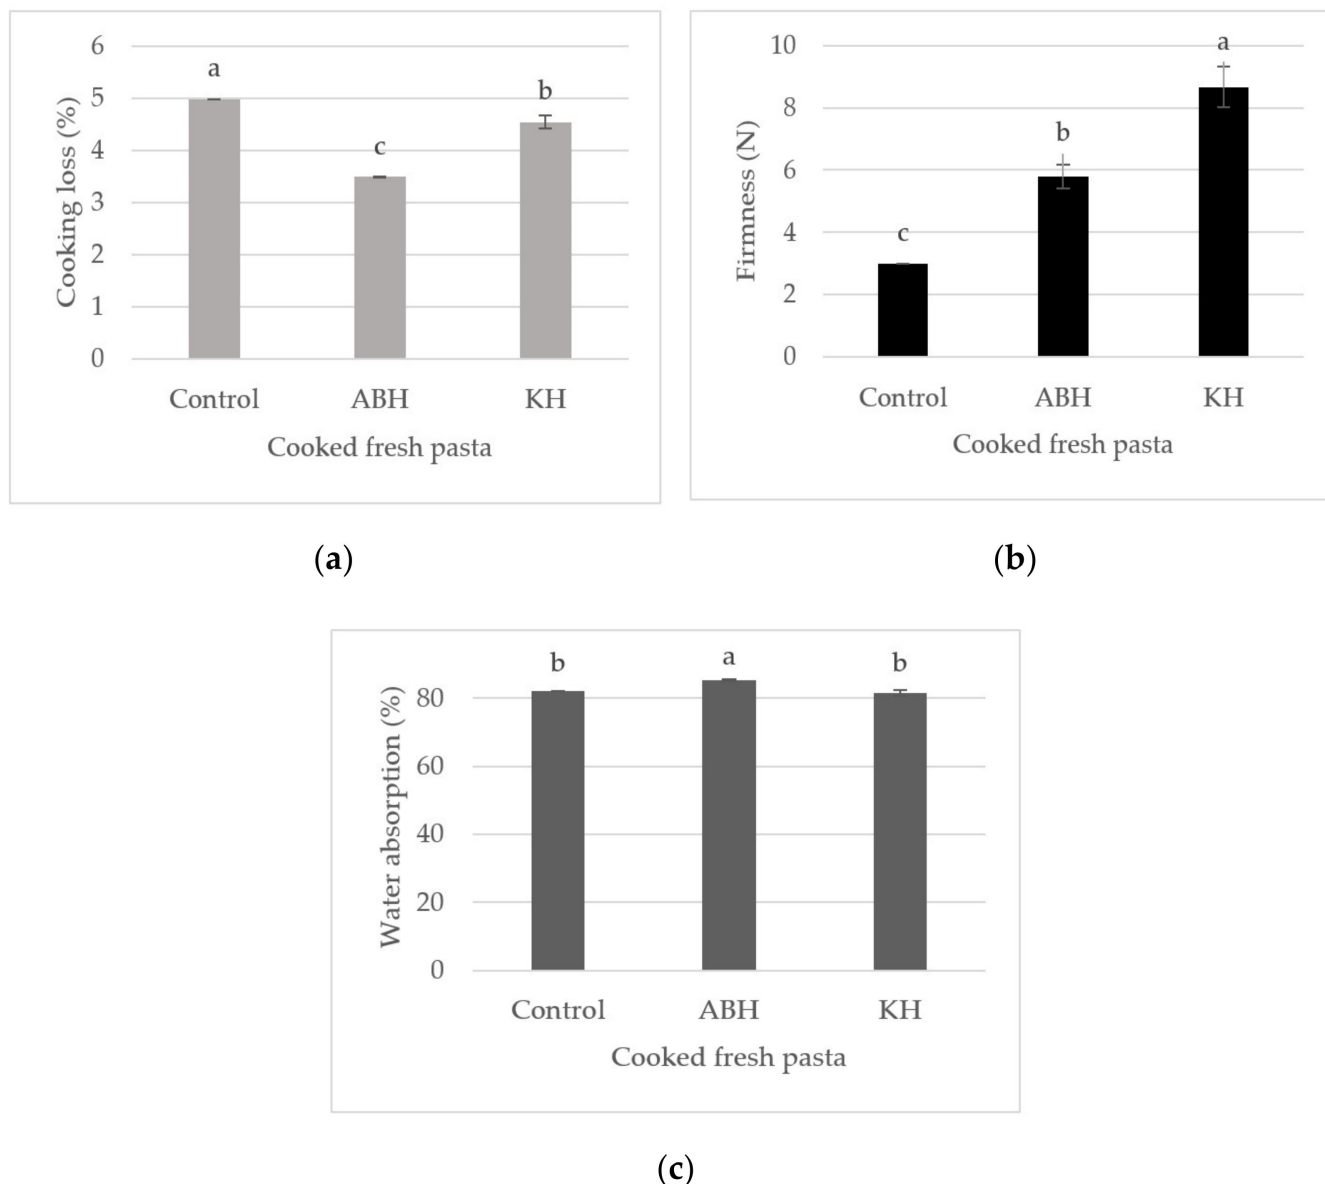 6
5
4
3
2
1
0
Cooking loss (%)
a
c
b
Control ABH KH
Cooked fresh pasta
(a)
10
8
6
4
2
0
Firmness (N)
c
b
a
Control ABH KH
Cooked fresh pasta
(b)
80
60
40
20
0
Water absorption (%)
b
a
b
Control ABH KH
Cooked fresh pasta
(c)